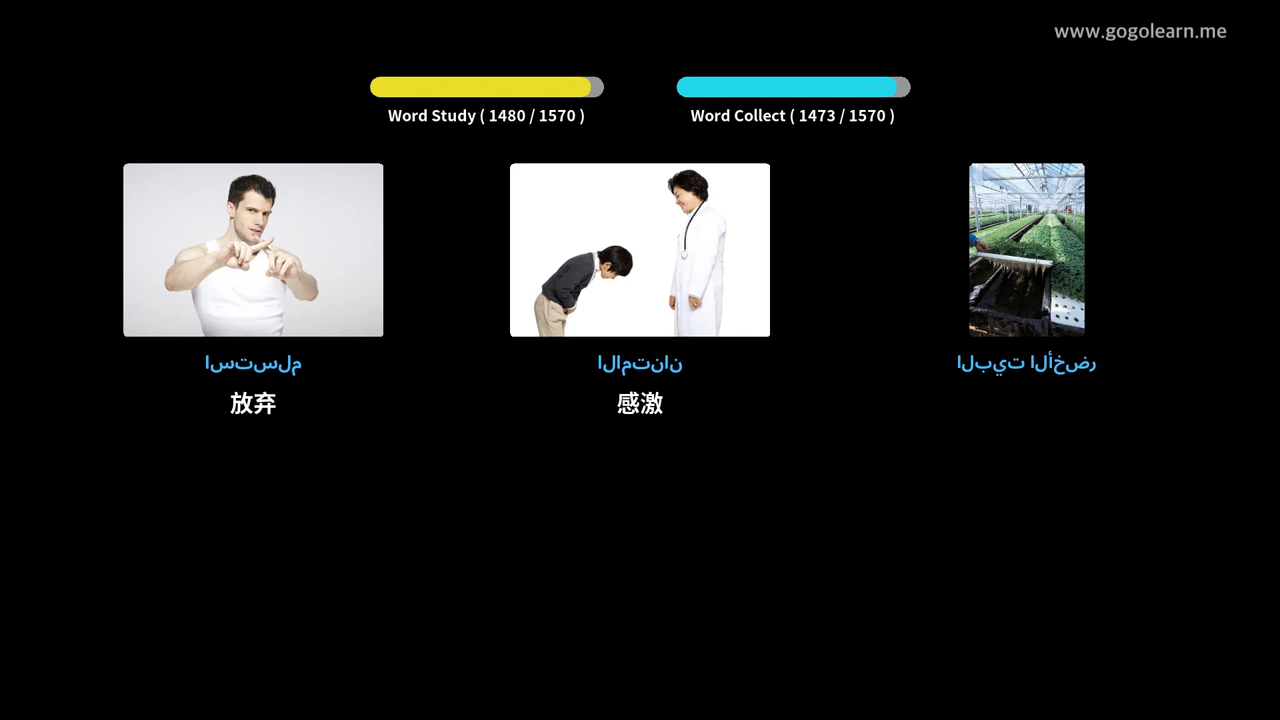 www.gogolearn.me
Word Study ( 1480 / 1570 )
Word Collect ( 1473 / 1570 )
استسلم
放弃
الامتنان
感激
البيت الأخضر